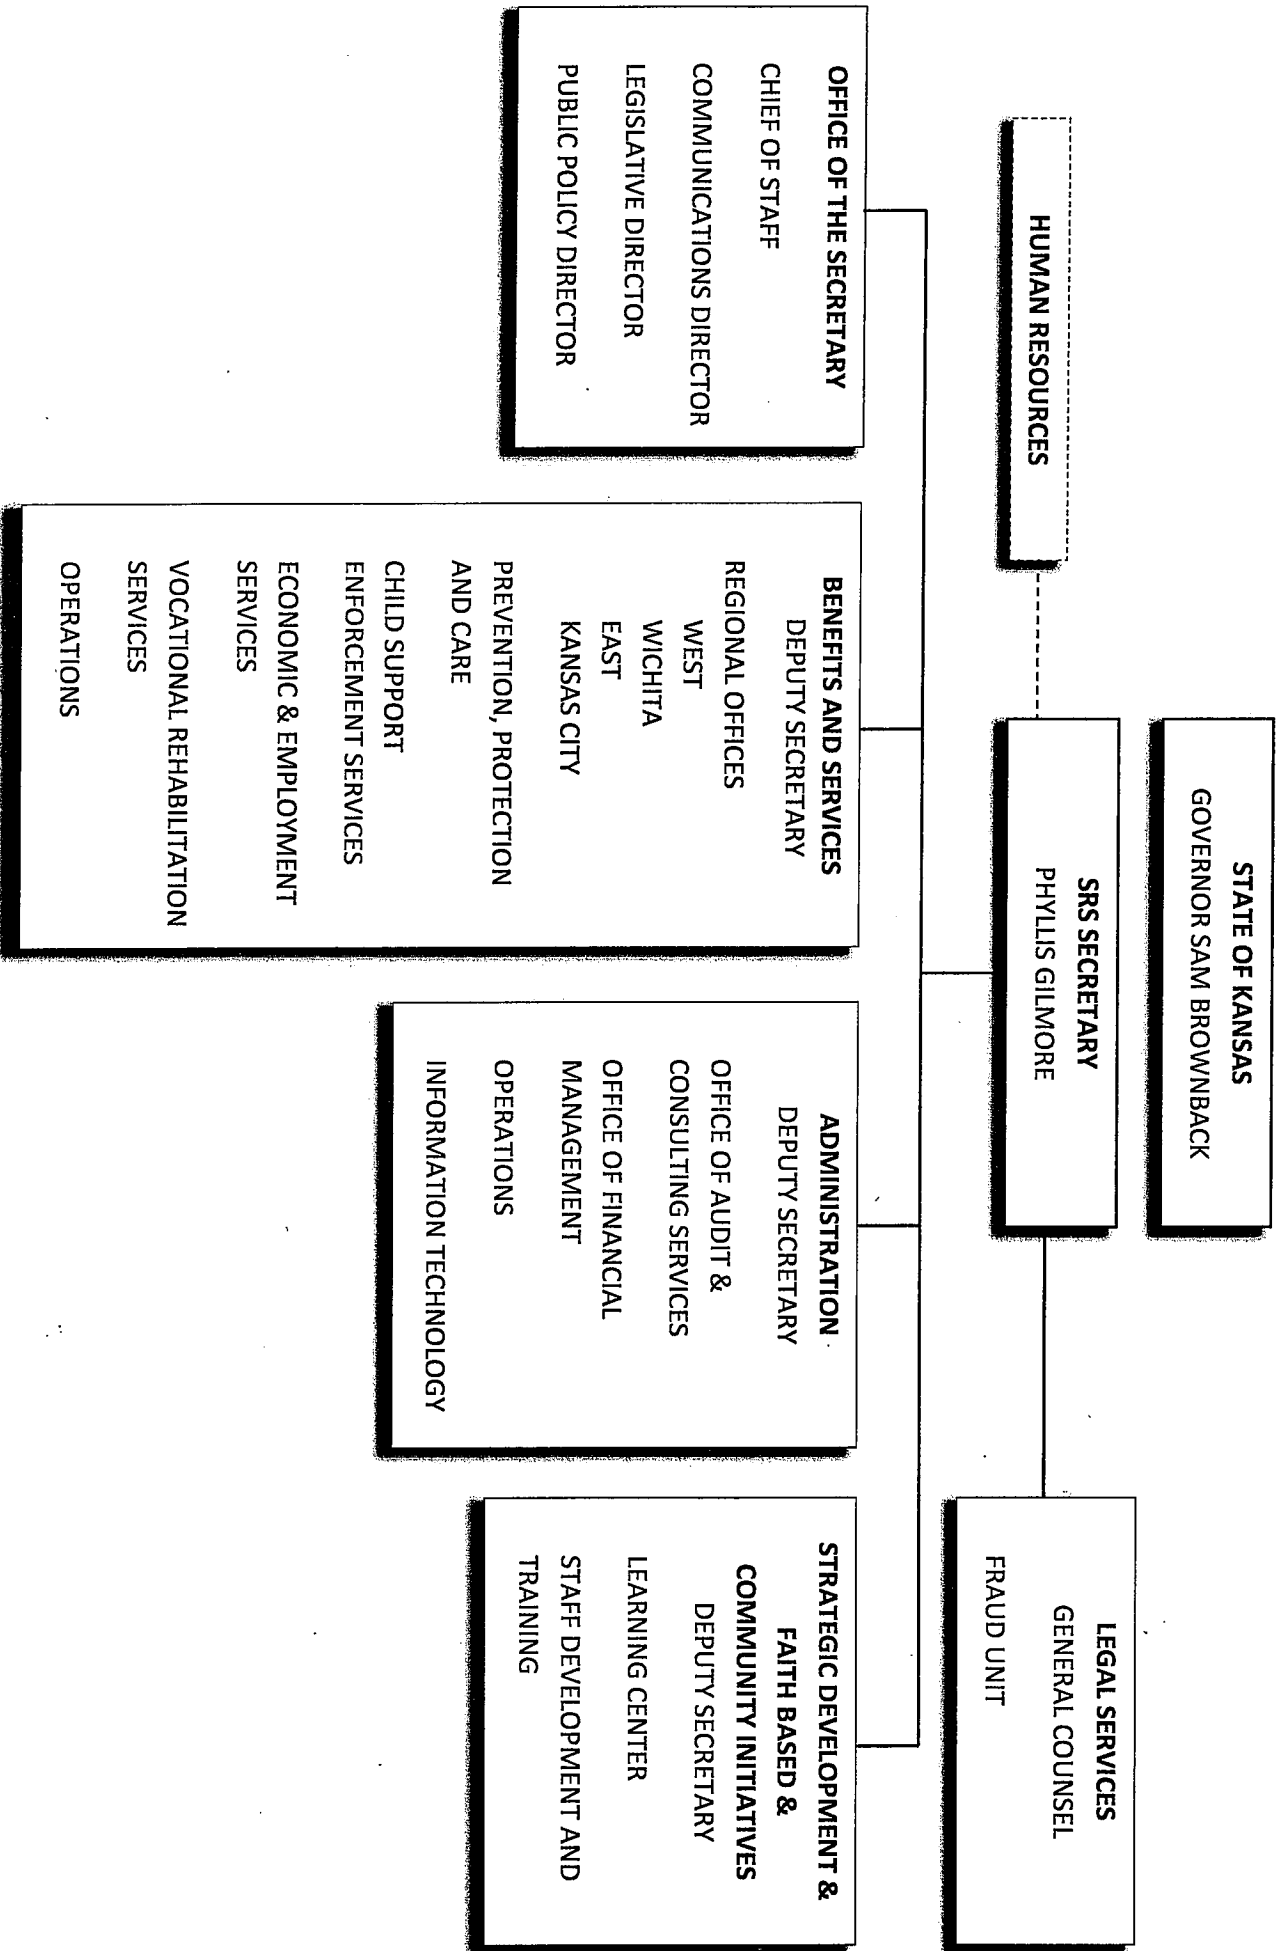 STATE OF KANSAS
GOVERNOR SAM BROWNBACK
SRS SECRETARY
PHYLLIS GILMORE
HUMAN RESOURCES
LEGAL SERVICES
GENERAL COUNSEL
FRAUD UNIT
OFFICE OF THE SECRETARY
CHIEF OF STAFF
COMMUNICATIONS DIRECTOR
LEGISLATIVE DIRECTOR
PUBLIC POLICY DIRECTOR
BENEFITS AND SERVICES
DEPUTY SECRETARY
REGIONAL OFFICES
WEST
WICHITA
EAST
KANSAS CITY
PREVENTION, PROTECTION
AND CARE
CHILD SUPPORT
ENFORCEMENT SERVICES
ECONOMIC & EMPLOYMENT
SERVICES
VOCATIONAL REHABILITATION
SERVICES
OPERATIONS
ADMINISTRATION
DEPUTY SECRETARY
OFFICE OF AUDIT &
CONSULTING SERVICES
OFFICE OF FINANCIAL
MANAGEMENT
OPERATIONS
INFORMATION TECHNOLOGY
STRATEGIC DEVELOPMENT &
FAITH BASED &
COMMUNITY INITIATIVES
DEPUTY SECRETARY
LEARNING CENTER
STAFF DEVELOPMENT AND
TRAINING